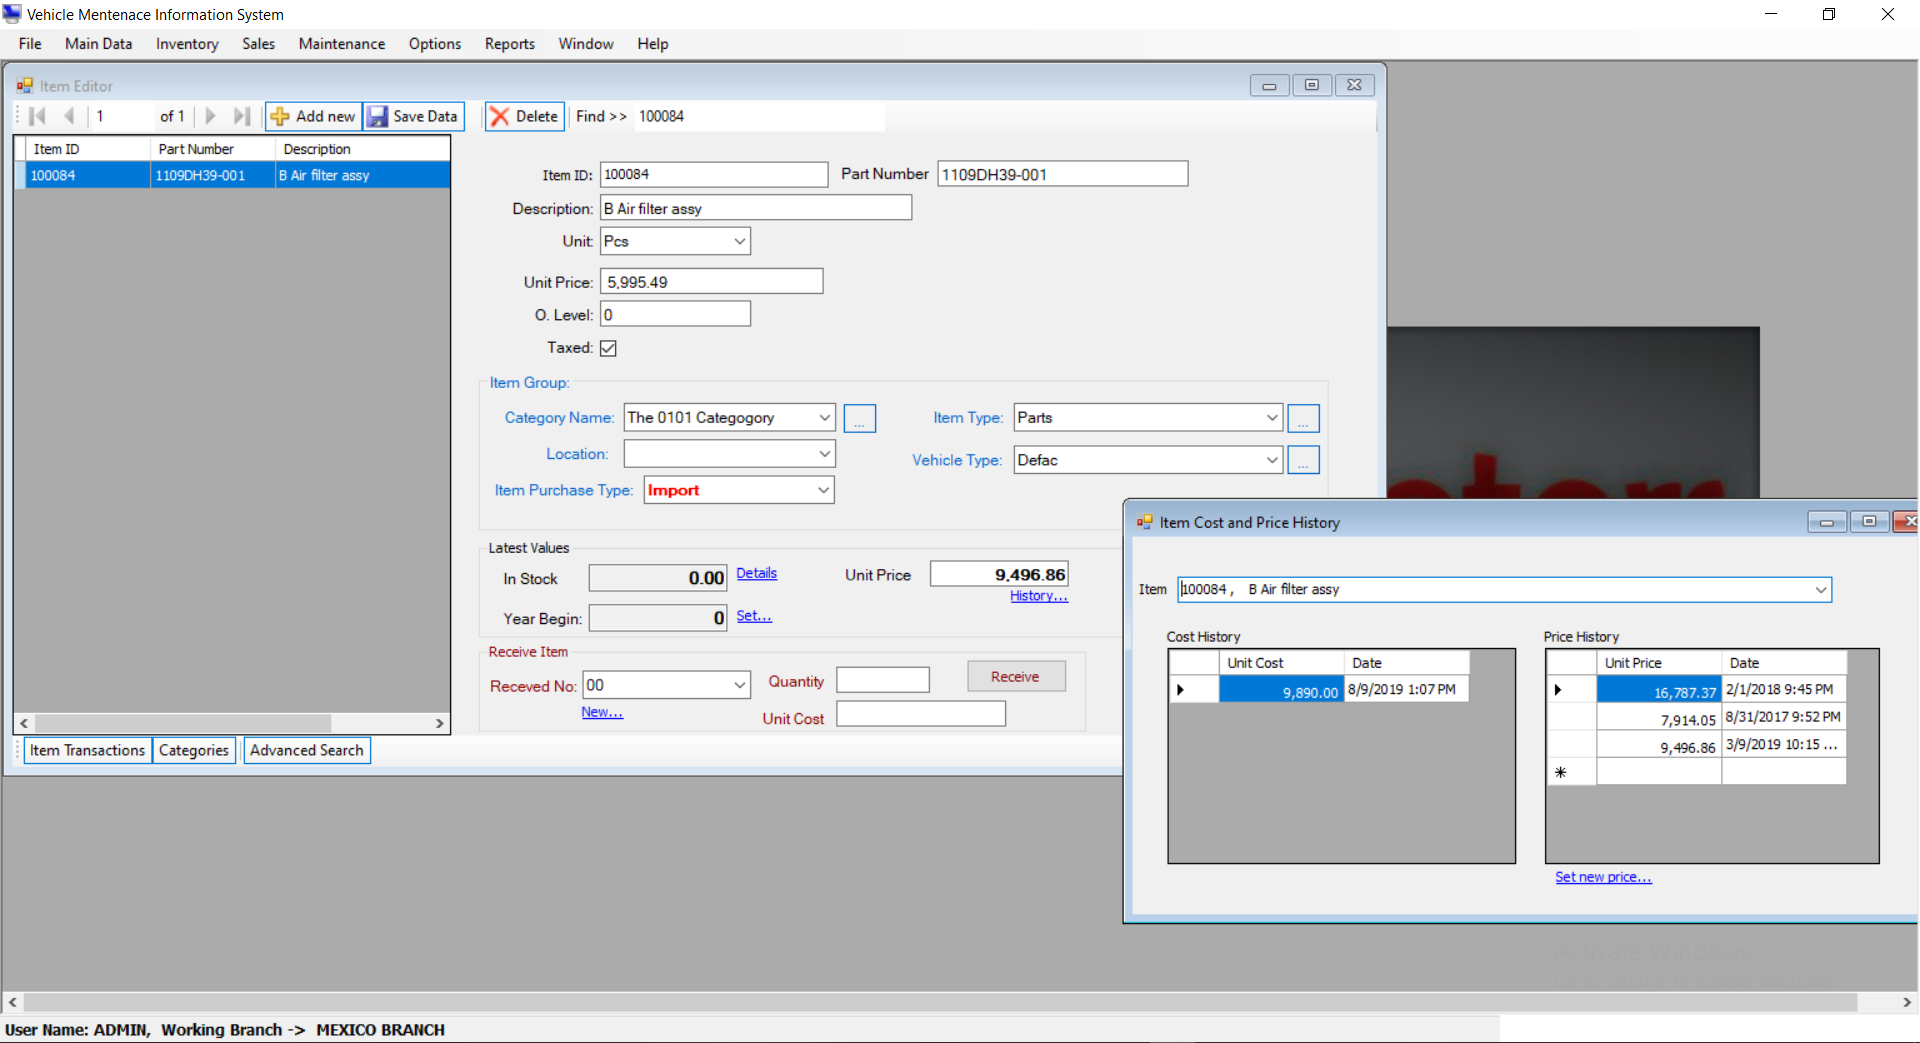 Vehicle Mentenace Information System
File Main Data Inventory Sales Maintenance Options Reports Window Help
Item Editor
1 of 1 Add new Save Data Delete Find >> 100084
Item ID Part Number Description
100084 1109DH39-001 B Air filter assy
Item ID: 100084 Part Number 1109DH39-001
Description: B Air filter assy
Unit: Pcs
Unit Price: 5,995.49
O. Level: 0
Taxed:
Item Group:
Category Name: The 0101 Categogory ... Item Type: Parts ...
Location: Vehicle Type: Defac ...
Item Purchase Type: Import
Latest Values
In Stock 0.00 Details Unit Price 9,496.86
History...
Year Begin: 0 Set...
Receive Item
Receved No: 00 Quantity Receive
New... Unit Cost
Item Transactions Categories Advanced Search
Item Cost and Price History
Item 100084 , B Air filter assy
Cost History Price History
Unit Cost Date Unit Price Date
9,890.00 8/9/2019 1:07 PM 16,787.37 2/1/2018 9:45 PM
7,914.05 8/31/2017 9:52 PM
9,496.86 3/9/2019 10:15 ...
Set new price...
Activate Windows
User Name: ADMIN, Working Branch -> MEXICO BRANCH